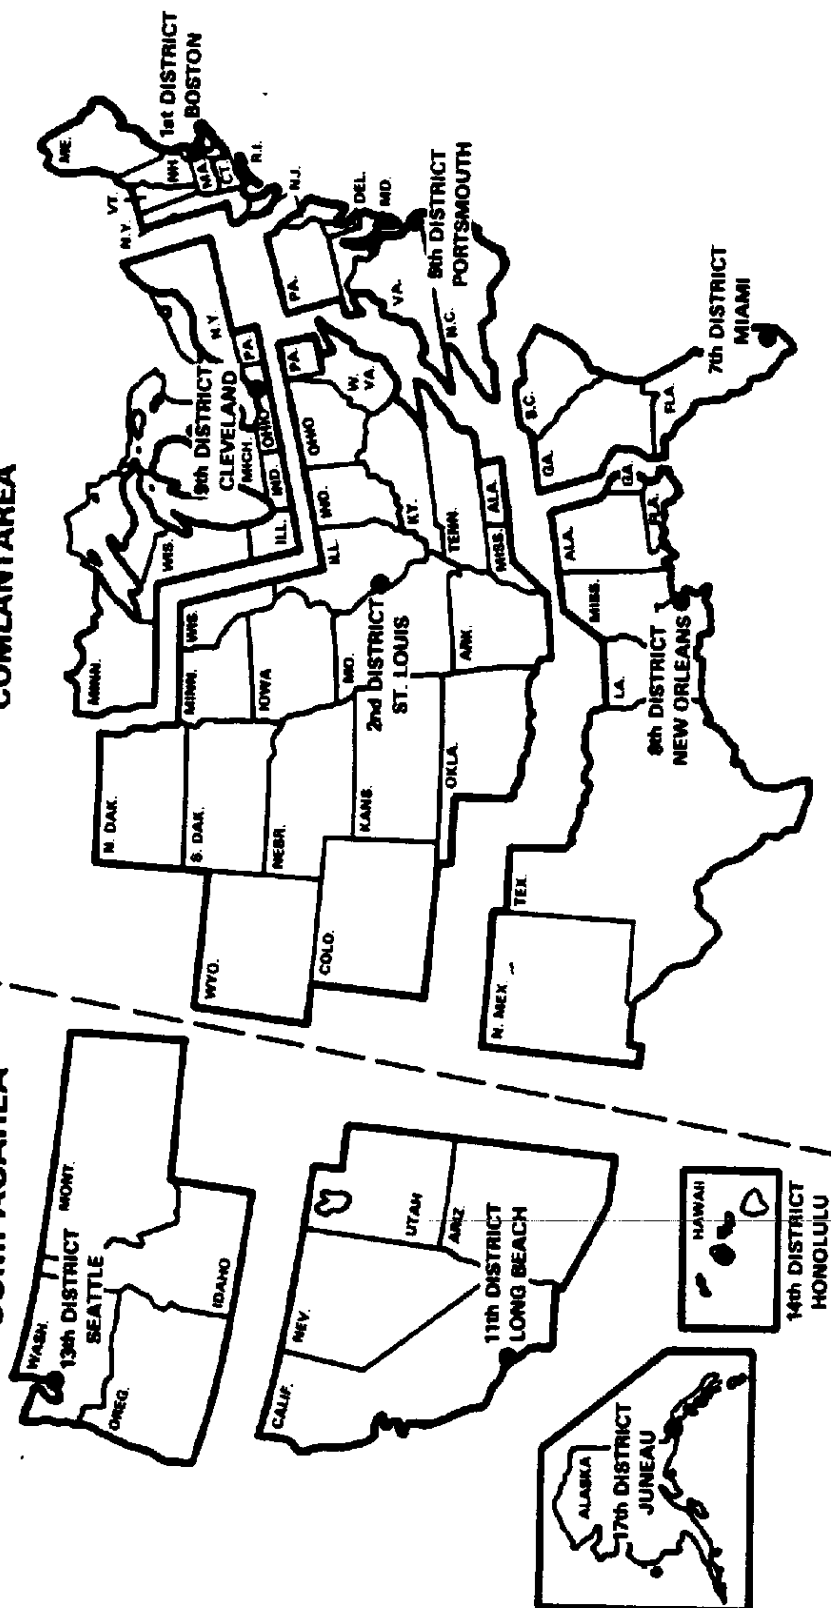 COMPACAREA
COMLANTAREA
WASH.
13th DISTRICT
SEATTLE
MONT.
OREG.
IDAHO
CALIF.
NEV.
UTAH
ARIZ.
11th DISTRICT
LONG BEACH
ALASKA
17th DISTRICT
JUNEAU
HAWAII
14th DISTRICT
HONOLULU
N. DAK.
S. DAK.
WYO.
NEBR.
COLO.
KANS.
OKLA.
MINN.
WIS.
IOWA
MO.
2nd DISTRICT
ST. LOUIS
ARK.
ILL.
IND.
OHIO
PA.
W. VA.
KY.
TENN.
MISS.
ALA.
MINN.
WIS.
9th DISTRICT
CLEVELAND
MICH.
ILL.
IND.
OHIO
PA.
N.Y.
ME.
VT.
N.Y.
NH
MA.
CT.
R.I.
N.J.
1st DISTRICT
BOSTON
PA.
DEL.
MD.
VA.
N.C.
5th DISTRICT
PORTSMOUTH
S.C.
GA.
FLA.
7th DISTRICT
MIAMI
N. MEX.
TEX.
LA.
MISS.
ALA.
GA.
FLA.
8th DISTRICT
NEW ORLEANS